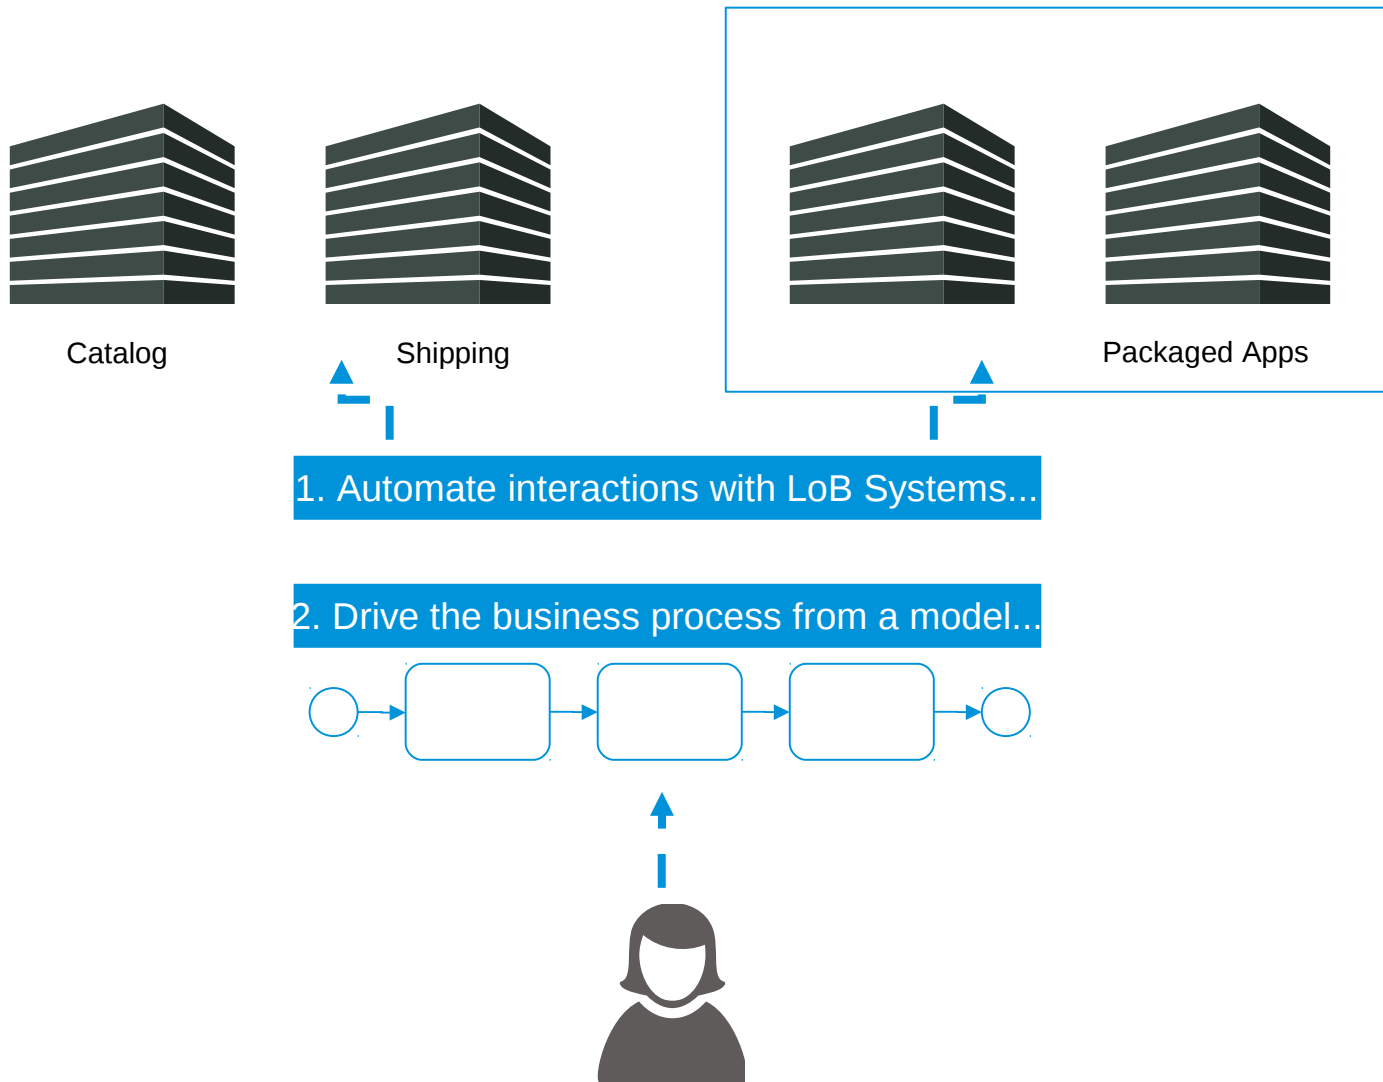 Catalog
Shipping
Packaged Apps
1. Automate interactions with LoB Systems...
2. Drive the business process from a model...